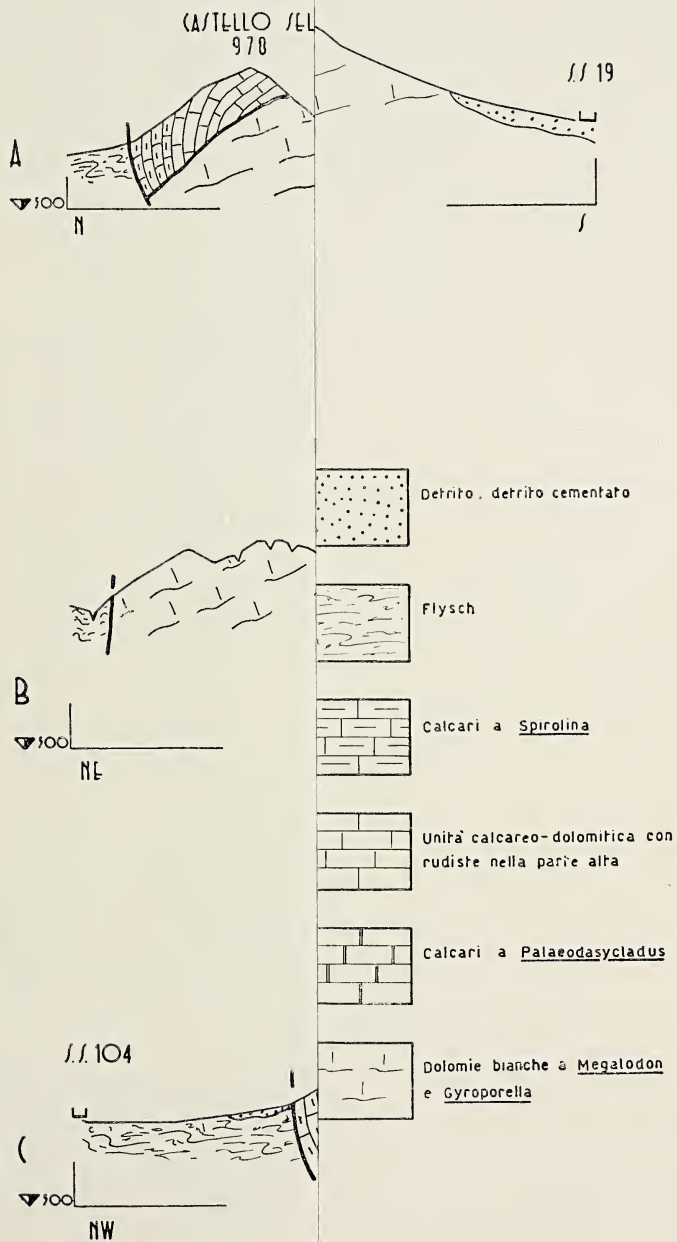 CASTELLO SEL
978
S.S 19
A
500
N
S
Detrito, detrito cementato
Flysch
B
500
NE
Calcari a Spirolina
Unità calcareo-dolomitica con
rudiste nella parte alta
Calcari a Palaeodasycladus
S.S. 104
Dolomie bianche a Megalodon
e Gyroporella
C
500
NW